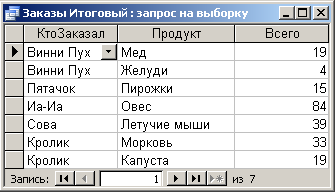 Заказы Итоговый : запрос на выборку
КтоЗаказал Продукт Всего
Винни Пух Мед 19
Винни Пух Желуди 4
Пятачок Пирожки 15
Иа-Иа Овес 84
Сова Летучие мыши 39
Кролик Морковь 33
Кролик Капуста 19
Запись: 1 из 7